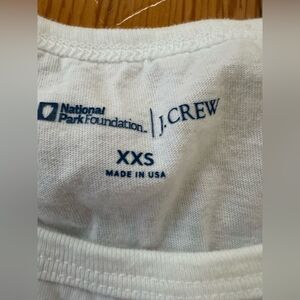 National
Park Foundation. | J.CREW
XXS
MADE IN USA